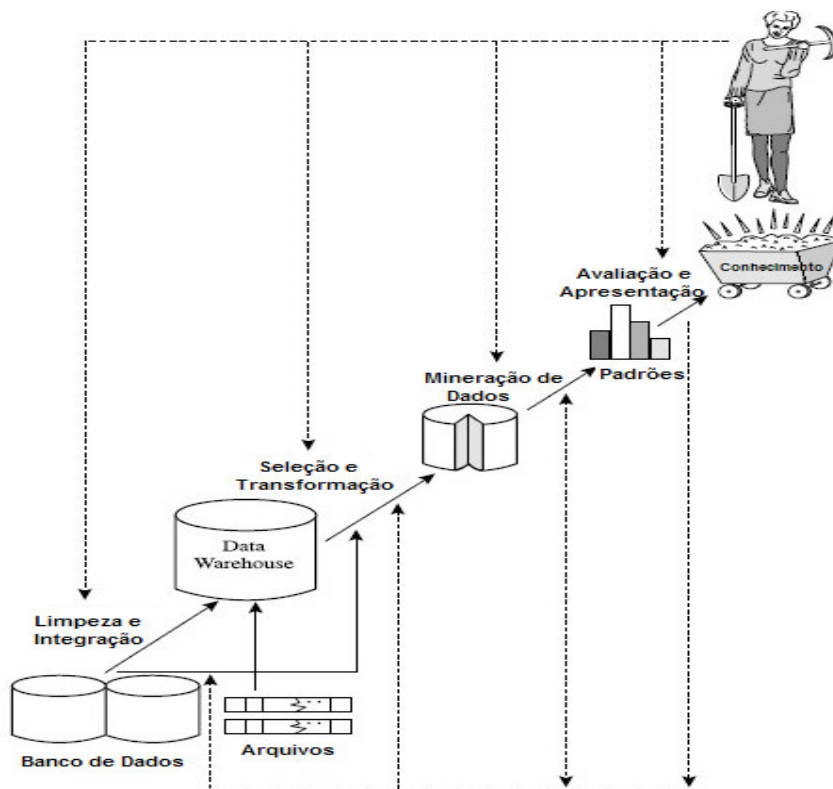 Avaliação e
Apresentação
Conhecimento
Padrões
Mineração de
Dados
Seleção e
Transformação
Data
Warehouse
Limpeza e
Integração
Arquivos
Banco de Dados